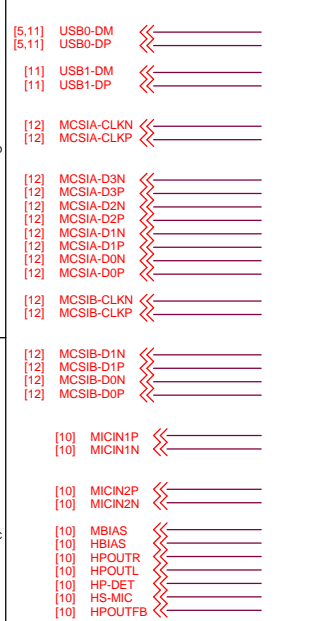 [5,11] USB0-DM
[5,11] USB0-DP
[11] USB1-DM
[11] USB1-DP
[12] MCSIA-CLKN
[12] MCSIA-CLKP
[12] MCSIA-D3N
[12] MCSIA-D3P
[12] MCSIA-D2N
[12] MCSIA-D2P
[12] MCSIA-D1N
[12] MCSIA-D1P
[12] MCSIA-D0N
[12] MCSIA-D0P
[12] MCSIB-CLKN
[12] MCSIB-CLKP
[12] MCSIB-D1N
[12] MCSIB-D1P
[12] MCSIB-D0N
[12] MCSIB-D0P
[10] MICIN1P
[10] MICIN1N
[10] MICIN2P
[10] MICIN2N
[10] MBIAS
[10] HBIAS
[10] HPOUTR
[10] HPOUTL
[10] HP-DET
[10] HS-MIC
[10] HPOUTFB